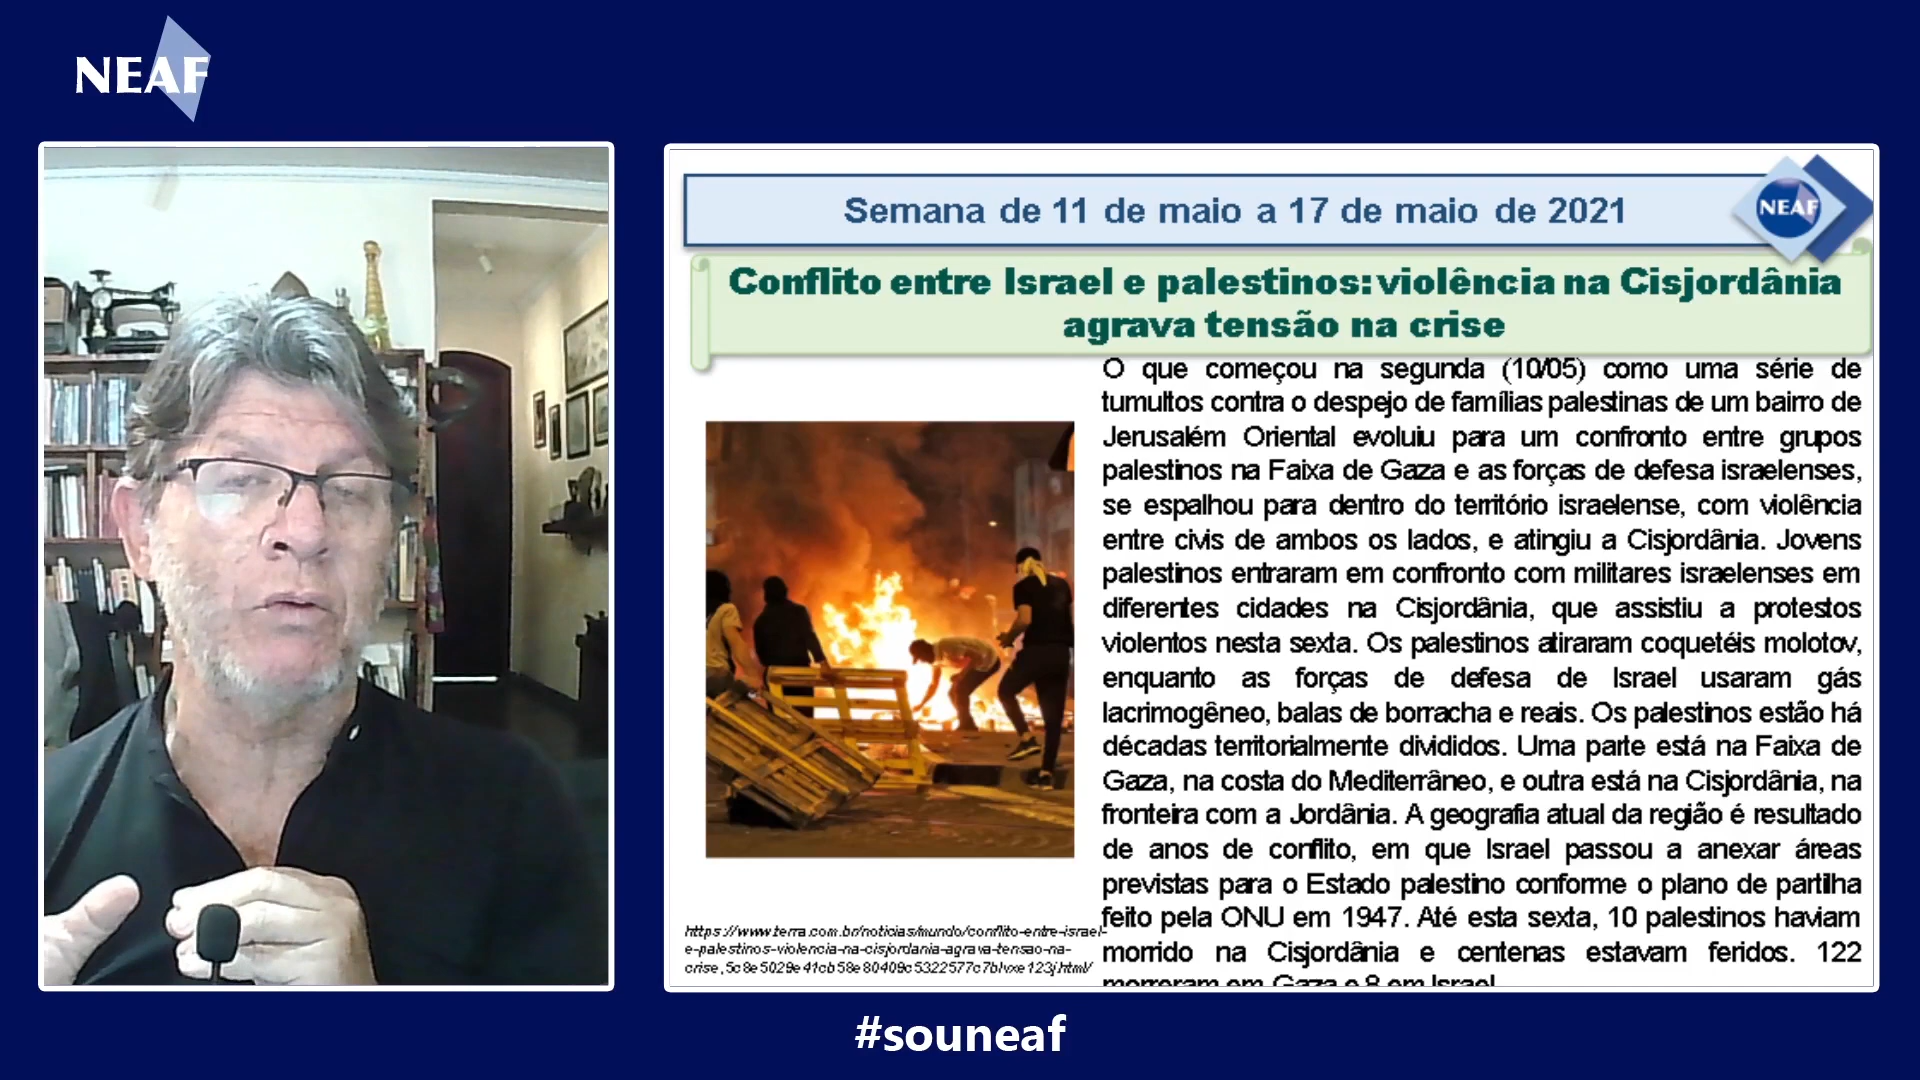 NEAF
Semana de 11 de maio a 17 de maio de 2021
NEAF
Conflito entre Israel e palestinos: violência na Cisjordânia
agrava tensão na crise
O que começou na segunda (10/05) como uma série de
tumultos contra o despejo de famílias palestinas de um bairro de
Jerusalém Oriental evoluiu para um confronto entre grupos
palestinos na Faixa de Gaza e as forças de defesa israelenses,
se espalhou para dentro do território israelense, com violência
entre civis de ambos os lados, e atingiu a Cisjordânia. Jovens
palestinos entraram em confronto com militares israelenses em
diferentes cidades na Cisjordânia, que assistiu a protestos
violentos nesta sexta. Os palestinos atiraram coquetéis molotov,
enquanto as forças de defesa de Israel usaram gás
lacrimogêneo, balas de borracha e reais. Os palestinos estão há
décadas territorialmente divididos. Uma parte está na Faixa de
Gaza, na costa do Mediterrâneo, e outra está na Cisjordânia, na
fronteira com a Jordânia. A geografia atual da região é resultado
de anos de conflito, em que Israel passou a anexar áreas
previstas para o Estado palestino conforme o plano de partilha
feito pela ONU em 1947. Até esta sexta, 10 palestinos haviam
morrido na Cisjordânia e centenas estavam feridos. 122
morreram em Gaza e 8 em Israel.
https://www.terra.com.br/noticias/mundo/conflito-entre-israel-
e-palestinos-violencia-na-cisjordania-agrava-tensao-na-
#souneaf